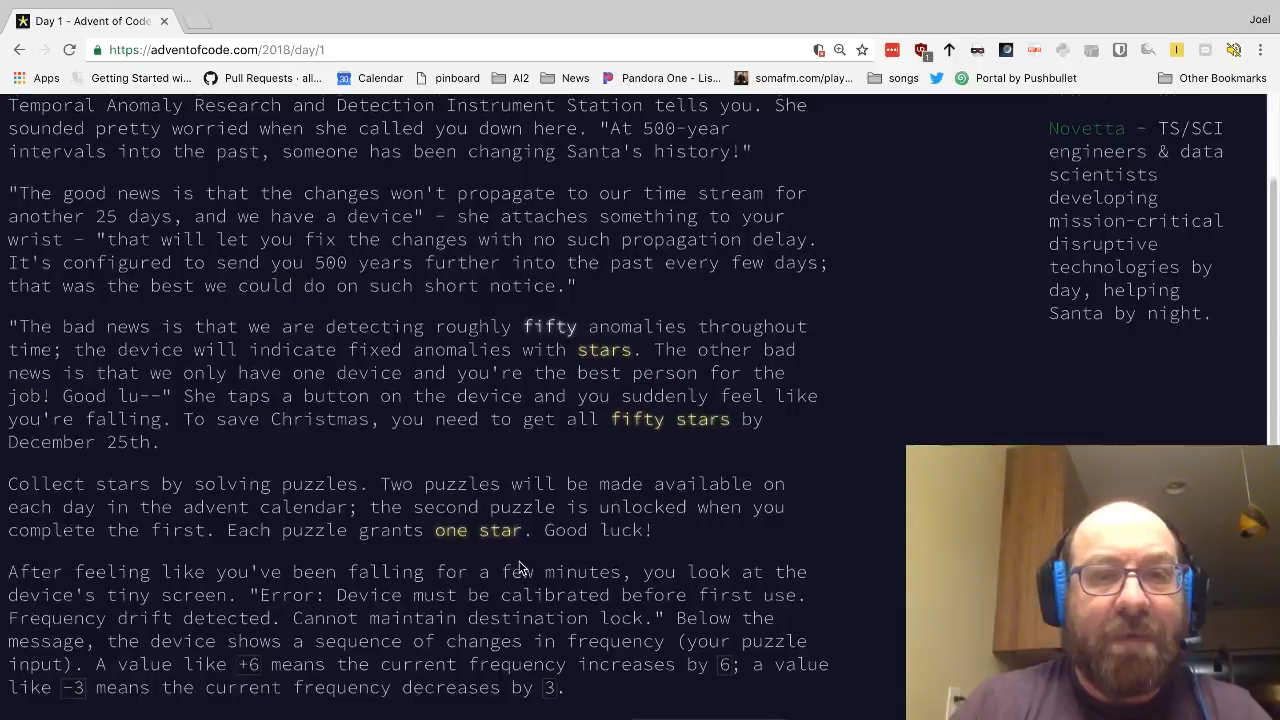 Day 1 - Advent of Code
Joel
https://adventofcode.com/2018/day/1
1
Apps
Getting Started wi...
Pull Requests · all...
30
Calendar
pinboard
AI2
News
Pandora One - Lis...
somafm.com/play...
songs
Portal by Pushbullet
Other Bookmarks
Temporal Anomaly Research and Detection Instrument Station tells you. She
sounded pretty worried when she called you down here. "At 500-year
intervals into the past, someone has been changing Santa's history!"
"The good news is that the changes won't propagate to our time stream for
another 25 days, and we have a device" - she attaches something to your
wrist - "that will let you fix the changes with no such propagation delay.
It's configured to send you 500 years further into the past every few days;
that was the best we could do on such short notice."
"The bad news is that we are detecting roughly fifty anomalies throughout
time; the device will indicate fixed anomalies with stars. The other bad
news is that we only have one device and you're the best person for the
job! Good lu--" She taps a button on the device and you suddenly feel like
you're falling. To save Christmas, you need to get all fifty stars by
December 25th.
Collect stars by solving puzzles. Two puzzles will be made available on
each day in the advent calendar; the second puzzle is unlocked when you
complete the first. Each puzzle grants one star. Good luck!
After feeling like you've been falling for a few minutes, you look at the
device's tiny screen. "Error: Device must be calibrated before first use.
Frequency drift detected. Cannot maintain destination lock." Below the
message, the device shows a sequence of changes in frequency (your puzzle
input). A value like +6 means the current frequency increases by 6; a value
like -3 means the current frequency decreases by 3.
Novetta - TS/SCI
engineers & data
scientists
developing
mission-critical
disruptive
technologies by
day, helping
Santa by night.